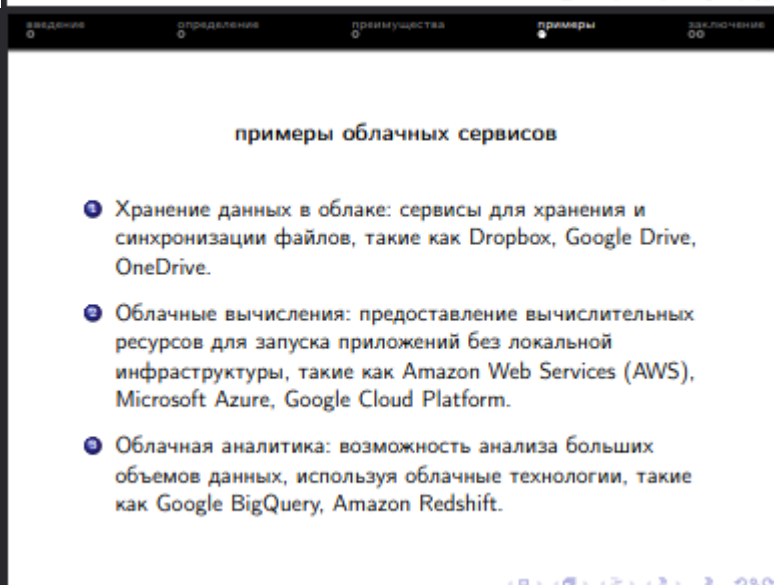 введение
определение
преимущества
примеры
заключение
примеры облачных сервисов
1 Хранение данных в облаке: сервисы для хранения и
синхронизации файлов, такие как Dropbox, Google Drive,
OneDrive.
2 Облачные вычисления: предоставление вычислительных
ресурсов для запуска приложений без локальной
инфраструктуры, такие как Amazon Web Services (AWS),
Microsoft Azure, Google Cloud Platform.
3 Облачная аналитика: возможность анализа больших
объемов данных, используя облачные технологии, такие
как Google BigQuery, Amazon Redshift.